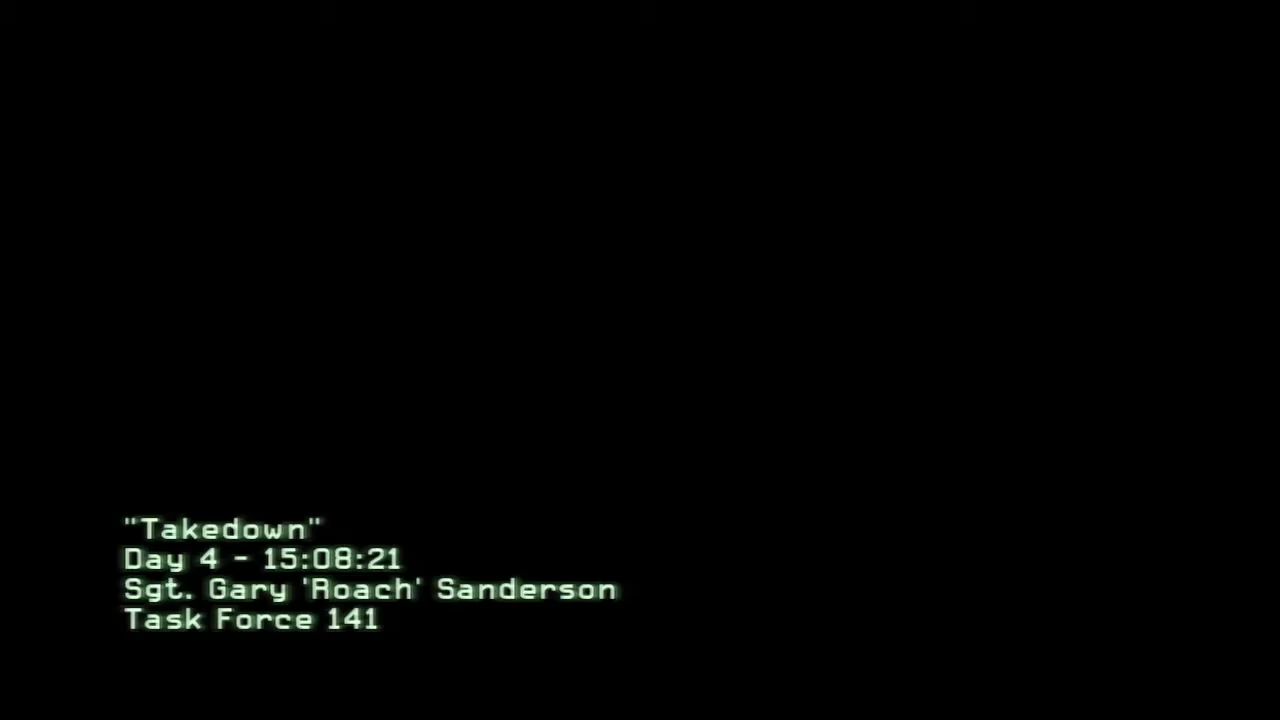 "Takedown"
Day 4 - 15:08:21
Sgt. Gary 'Roach' Sanderson
Task Force 141